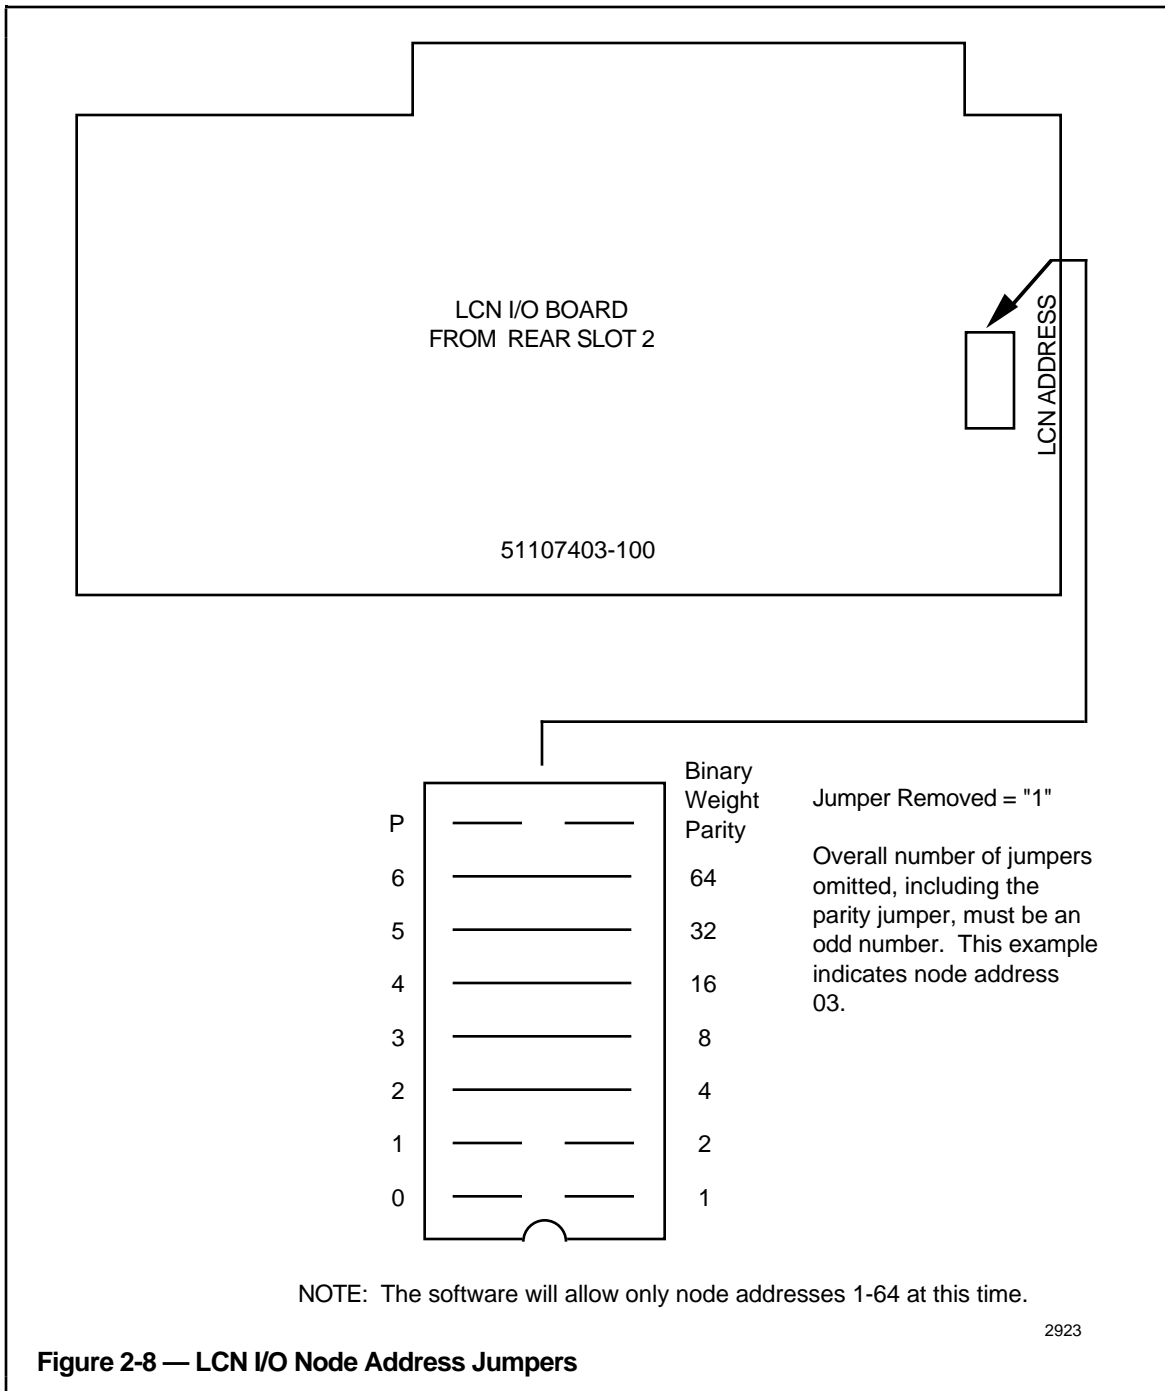 LCN I/O BOARD
FROM REAR SLOT 2
LCN ADDRESS
51107403-100
Binary
Weight
Parity
P
6 64
5 32
4 16
3 8
2 4
1 2
0 1
Jumper Removed = "1"
Overall number of jumpers
omitted, including the
parity jumper, must be an
odd number. This example
indicates node address
03.
NOTE: The software will allow only node addresses 1-64 at this time.
2923
Figure 2-8 — LCN I/O Node Address Jumpers